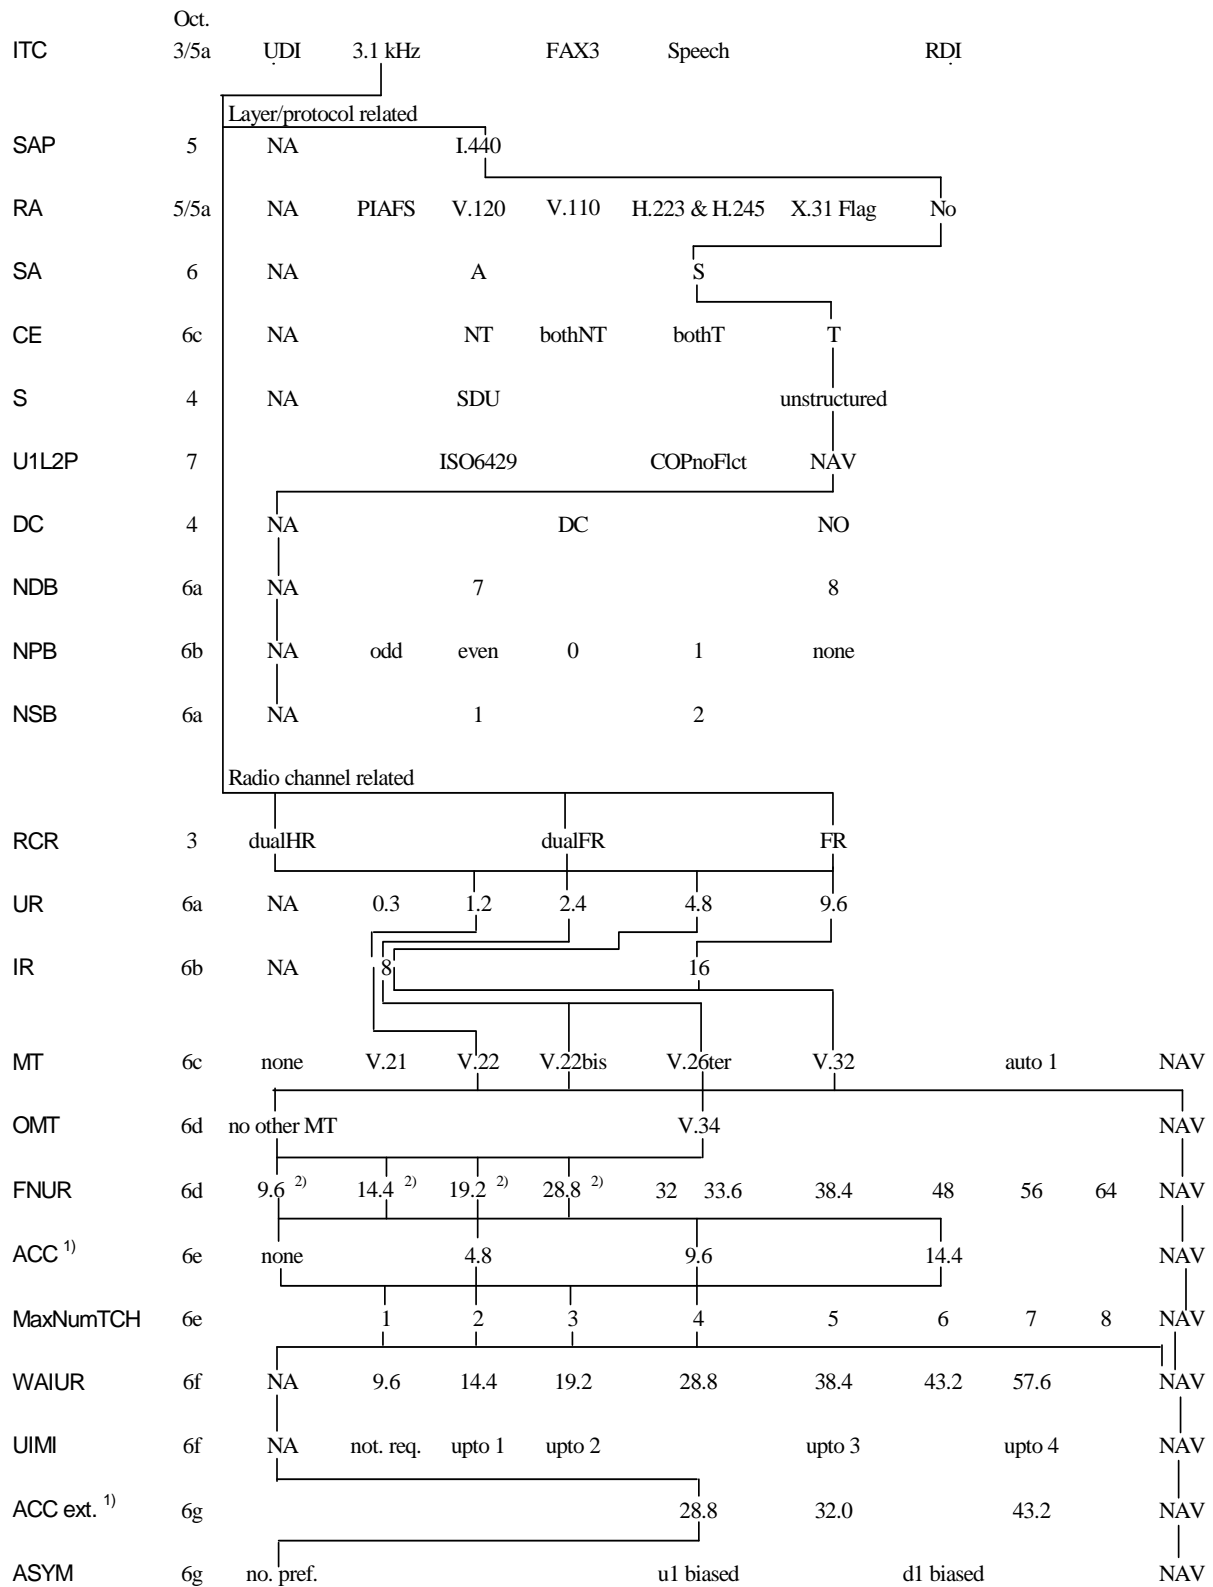 Oct.
ITC 3/5a UDI 3.1 kHz FAX3 Speech RDI
Layer/protocol related
SAP 5 NA I.440
RA 5/5a NA PIAFS V.120 V.110 H.223 & H.245 X.31 Flag No
SA 6 NA A S
CE 6c NA NT bothNT bothT T
S 4 NA SDU unstructured
U1L2P 7 ISO6429 COPnoFlct NAV
DC 4 NA DC NO
NDB 6a NA 7 8
NPB 6b NA odd even 0 1 none
NSB 6a NA 1 2
Radio channel related
RCR 3 dualHR dualFR FR
UR 6a NA 0.3 1.2 2.4 4.8 9.6
IR 6b NA 8 16
MT 6c none V.21 V.22 V.22bis V.26ter V.32 auto 1 NAV
OMT 6d no other MT V.34 NAV
FNUR 6d 9.6 2) 14.4 2) 19.2 2) 28.8 2) 32 33.6 38.4 48 56 64 NAV
ACC 1) 6e none 4.8 9.6 14.4 NAV
MaxNumTCH 6e 1 2 3 4 5 6 7 8 NAV
WAIUR 6f NA 9.6 14.4 19.2 28.8 38.4 43.2 57.6 NAV
UIMI 6f NA not. req. upto 1 upto 2 upto 3 upto 4 NAV
ACC ext. 1) 6g 28.8 32.0 43.2 NAV
ASYM 6g no. pref. u1 biased d1 biased NAV